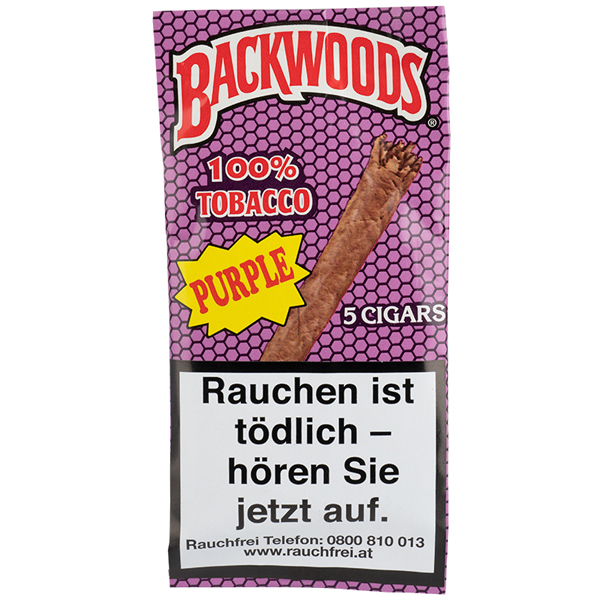 BACKWOODS®
100%
TOBACCO
PURPLE
5 CIGARS
Rauchen ist
tödlich –
hören Sie
jetzt auf.
Rauchfrei Telefon: 0800 810 013
www.rauchfrei.at